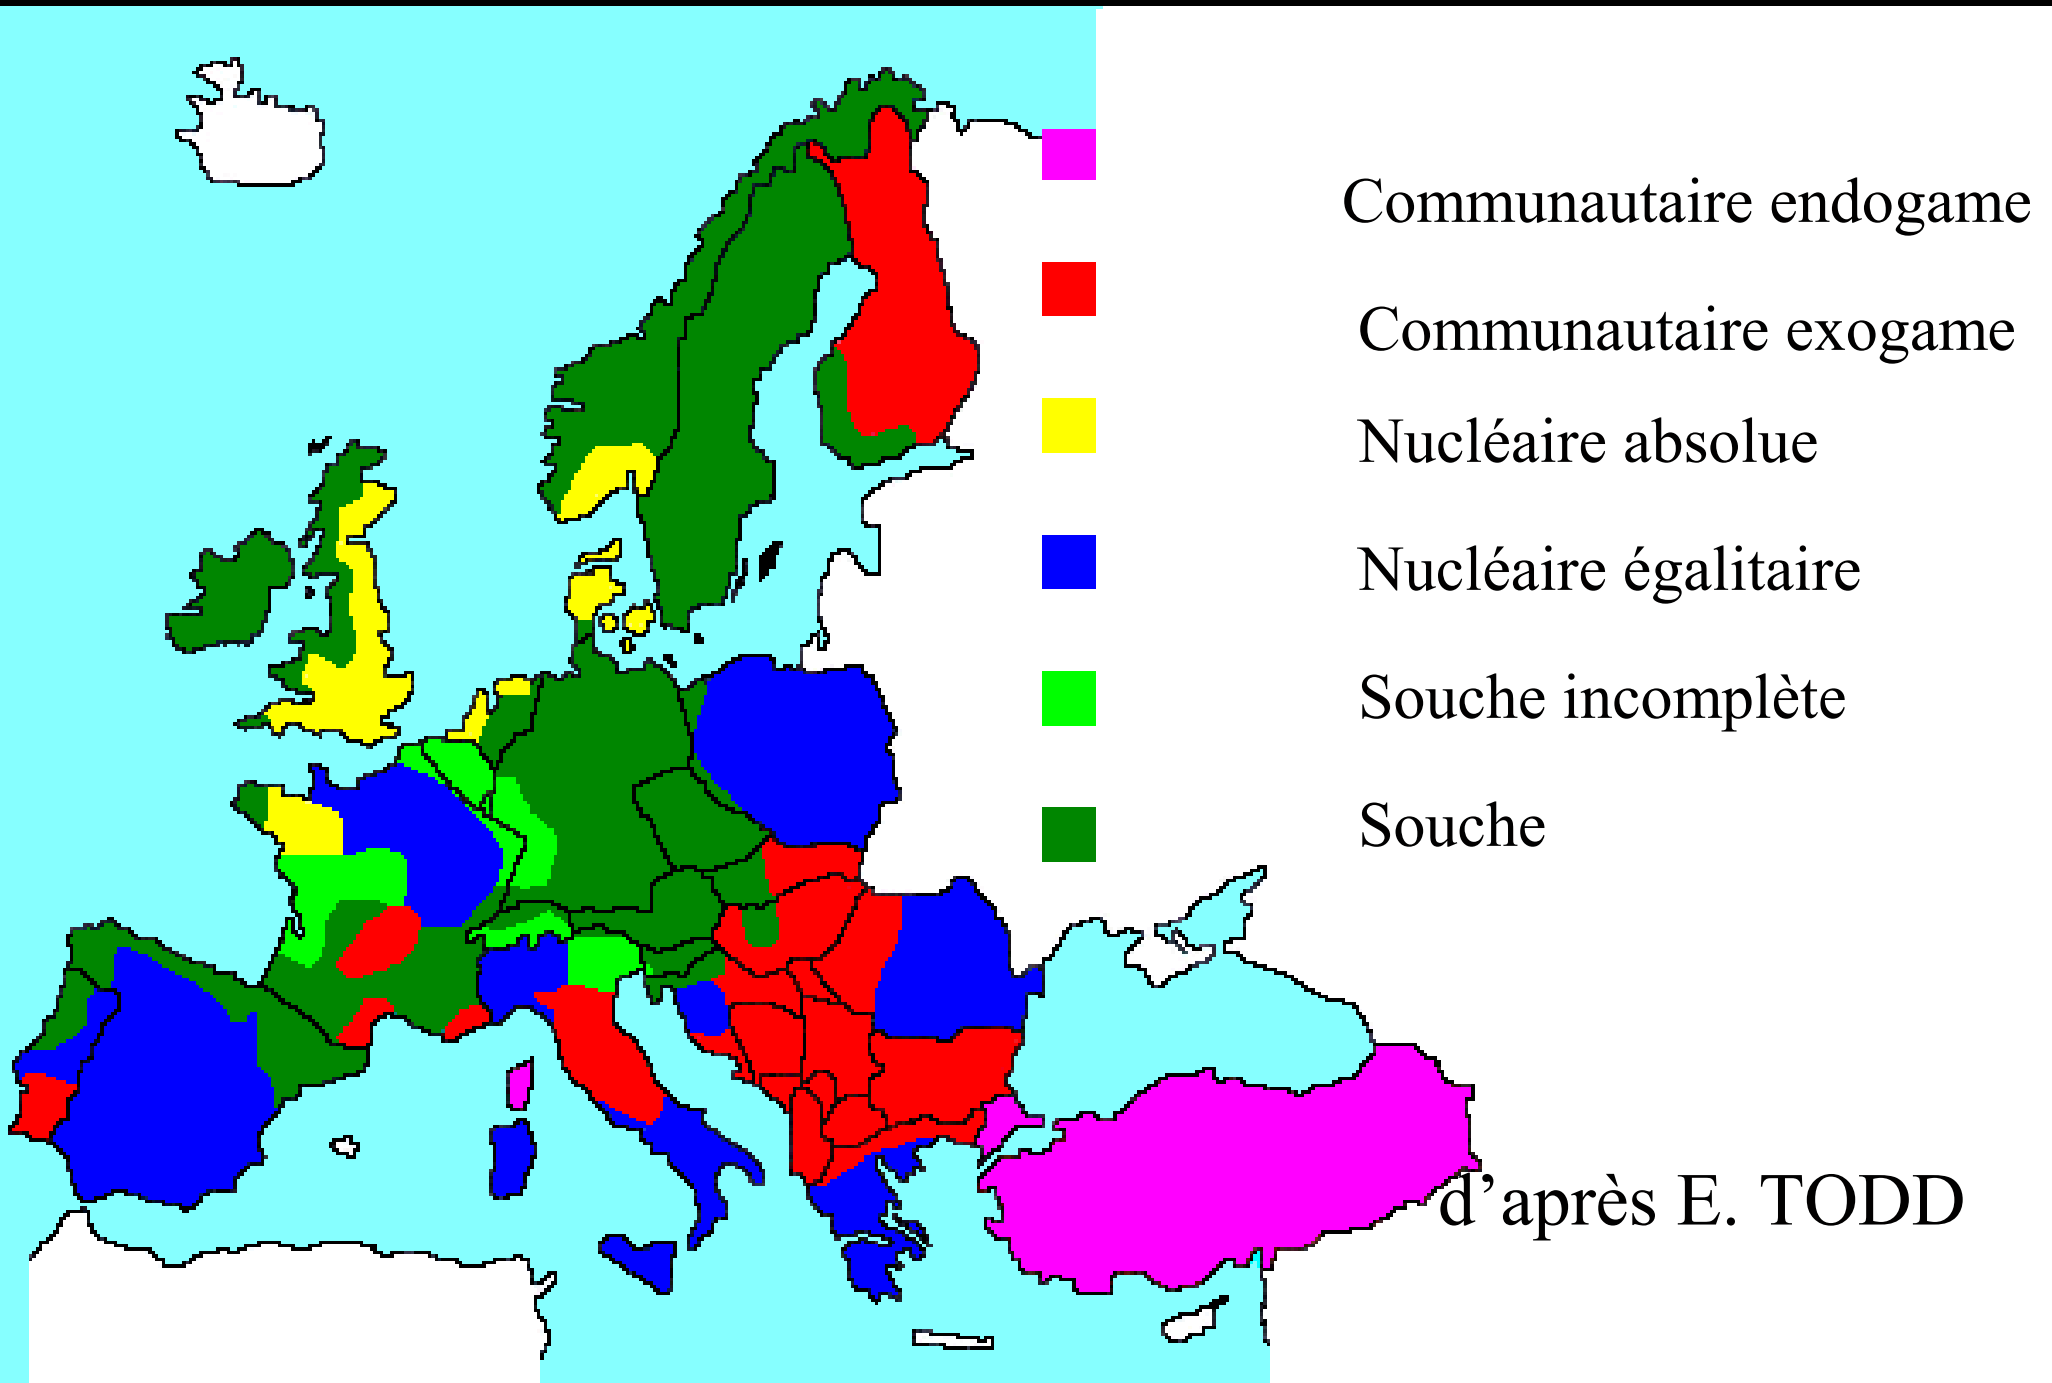 Communautaire endogame
Communautaire exogame
Nucléaire absolue
Nucléaire égalitaire
Souche incomplète
Souche
d’après E. TODD